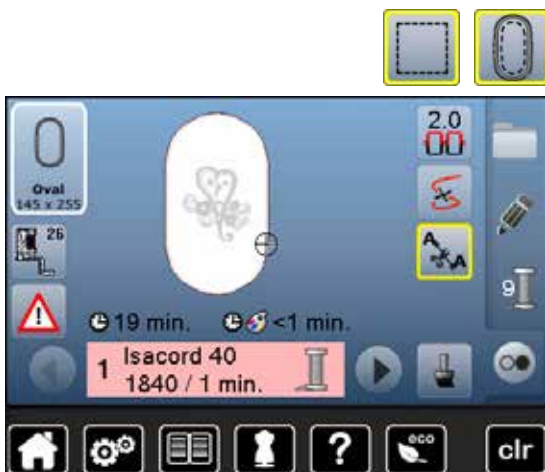 2.0
Oval
145 x 255
26
A
A
9
19 min. <1 min.
1 Isacord 40
1840 / 1 min.
? eco clr